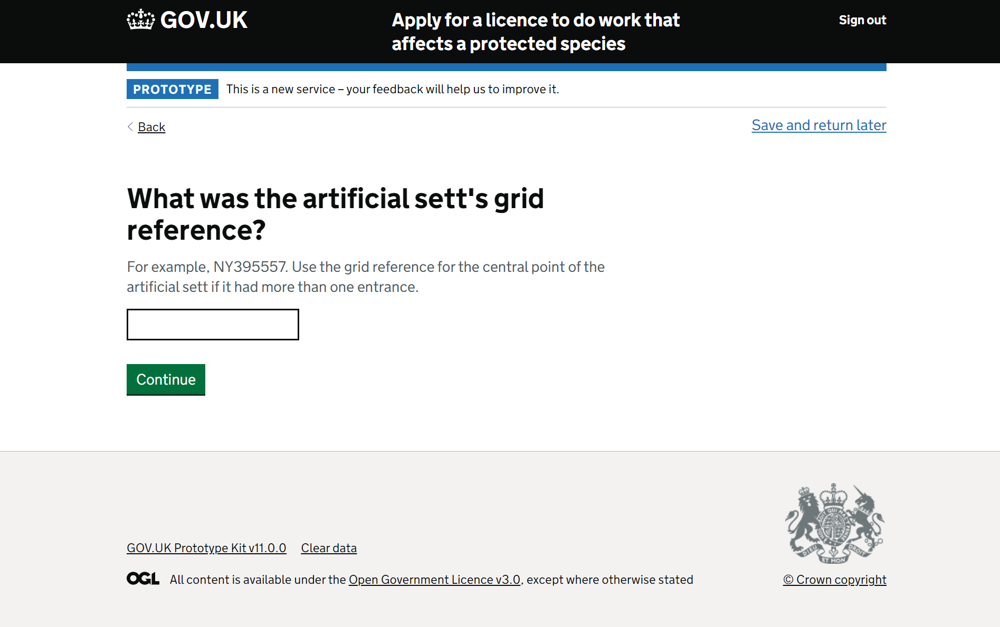 GOV.UK
Apply for a licence to do work that
affects a protected species
Sign out
PROTOTYPE
This is a new service – your feedback will help us to improve it.
Back
Save and return later
What was the artificial sett's grid
reference?
For example, NY395557. Use the grid reference for the central point of the
artificial sett if it had more than one entrance.
Continue
GOV.UK Prototype Kit v11.0.0
Clear data
OGL
All content is available under the Open Government Licence v3.0, except where otherwise stated
DIEU
ET MON
DROIT
© Crown copyright